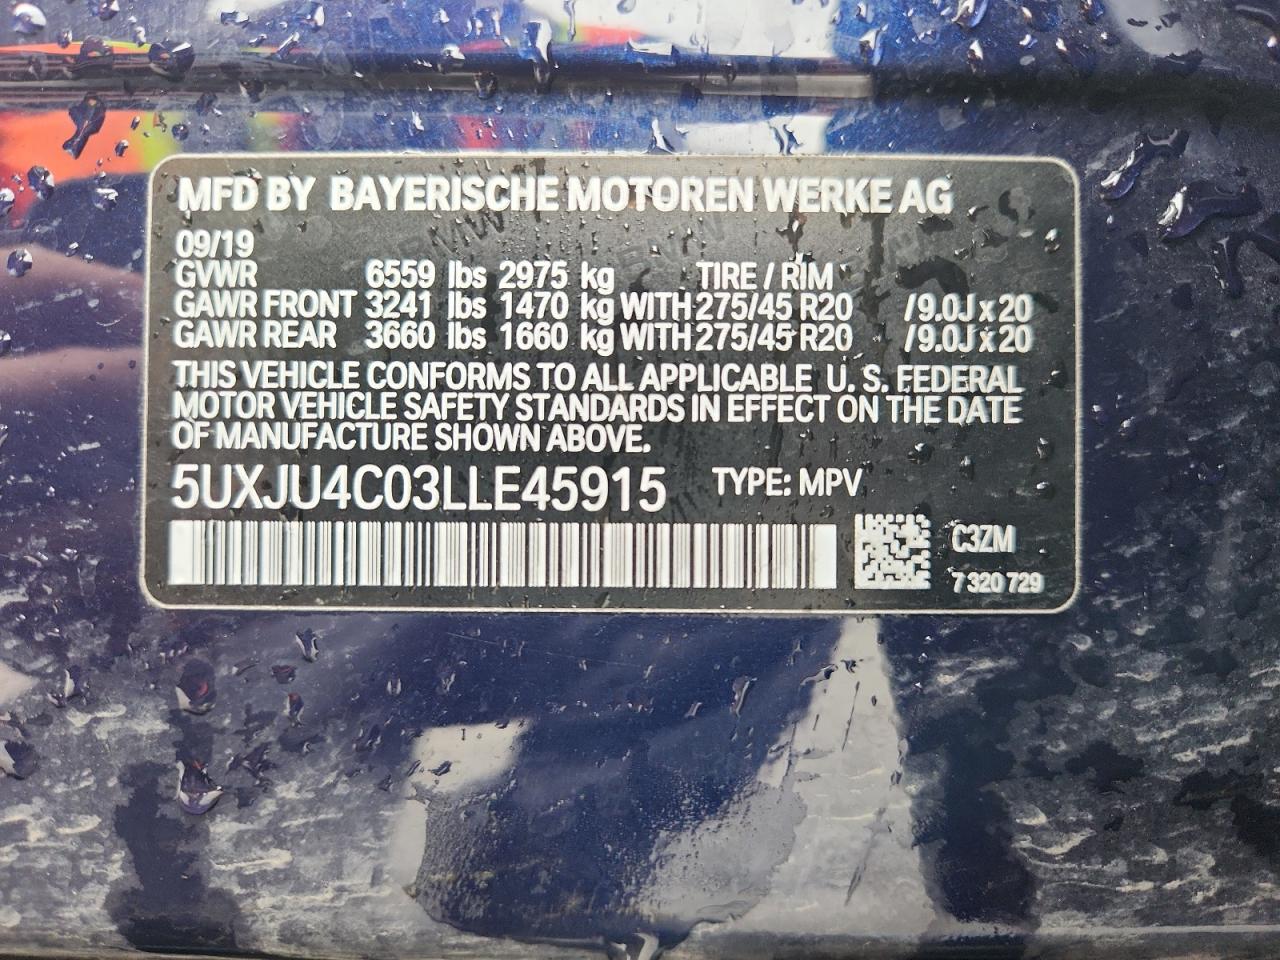 MFD BY BAYERISCHE MOTOREN WERKE AG
09/19
GVWR 6559 lbs 2975 kg TIRE / RIM
GAWR FRONT 3241 lbs 1470 kg WITH 275/45 R20 / 9.0J x 20
GAWR REAR 3660 lbs 1660 kg WITH 275/45 R20 / 9.0J x 20
THIS VEHICLE CONFORMS TO ALL APPLICABLE U. S. FEDERAL
MOTOR VEHICLE SAFETY STANDARDS IN EFFECT ON THE DATE
OF MANUFACTURE SHOWN ABOVE.
5UXJU4C03LLE45915 TYPE: MPV
C3ZM
7 320 729